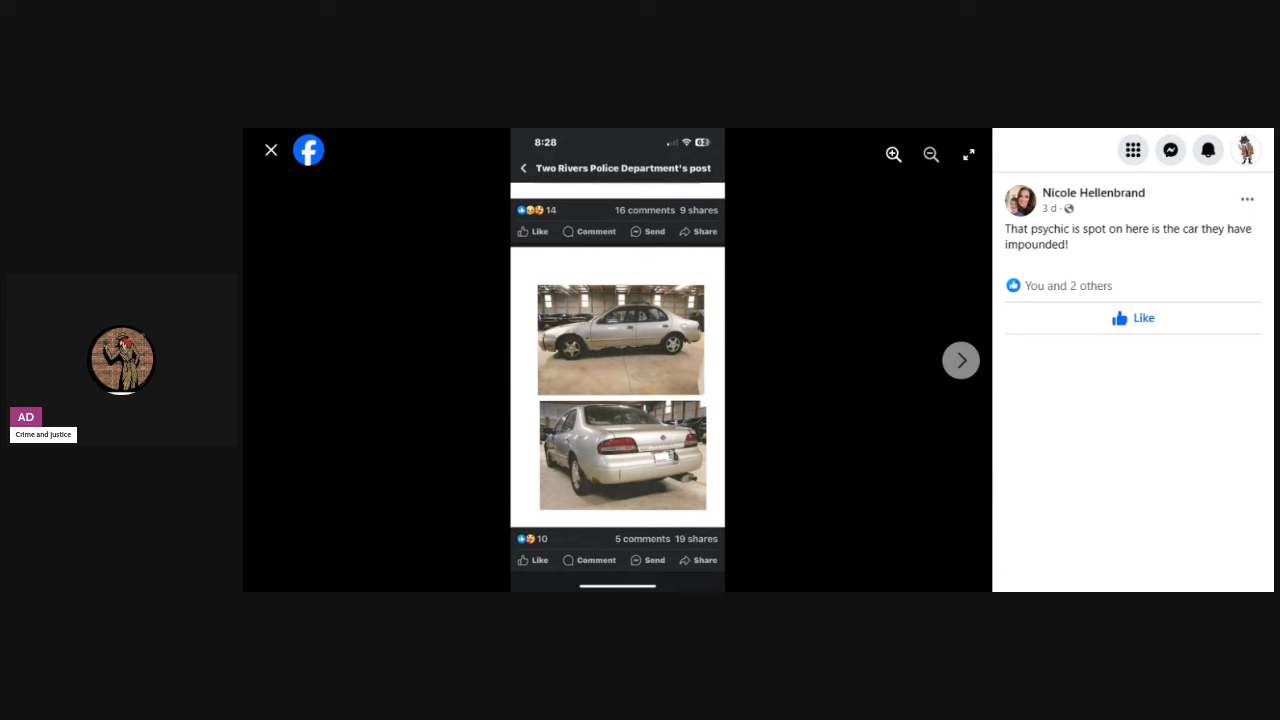 8:28
Two Rivers Police Department's post
14
16 comments 9 shares
Like Comment Send Share
10
5 comments 19 shares
Like Comment Send Share
Nicole Hellenbrand
3 d ·
That psychic is spot on here is the car they have
impounded!
You and 2 others
Like
AD
Crime and Justice